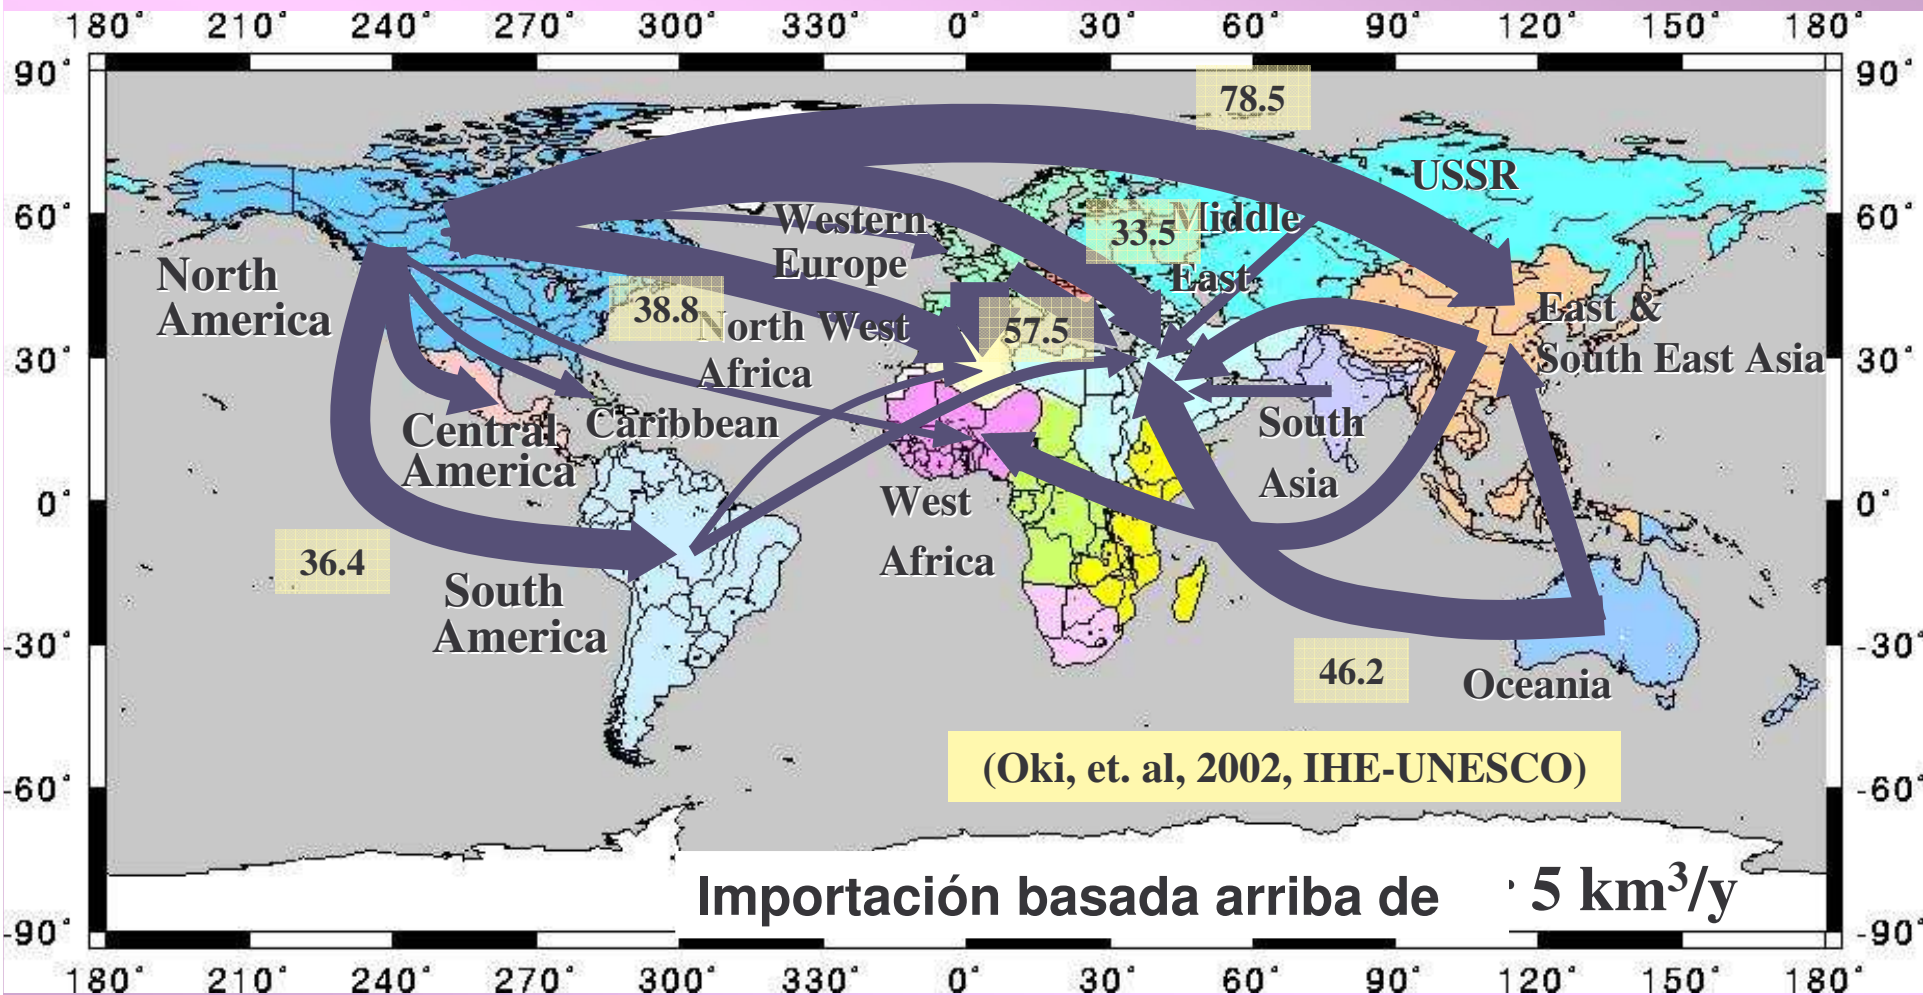 180° 210° 240° 270° 300° 330° 0° 30° 60° 90° 120° 150° 180°
90° 90°
78.5
USSR
60° 60°
Western
Europe
Middle
East
33.5
North
America
38.8
North West
Africa
57.5
East &
South East Asia
30° 30°
Central
America
Caribbean
South
Asia
West
Africa
0° 0°
36.4
South
America
-30° -30°
46.2
Oceania
(Oki, et. al, 2002, IHE-UNESCO)
-60° -60°
Importación basada arriba de 5 km³/y
-90° -90°
180° 210° 240° 270° 300° 330° 0° 30° 60° 90° 120° 150° 180°